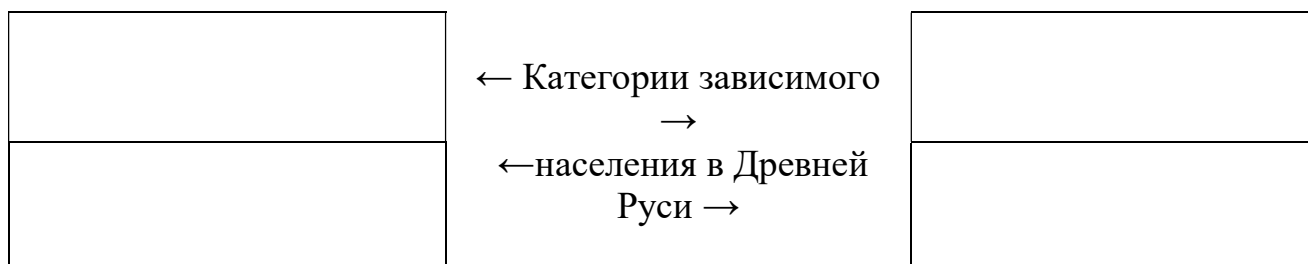 ← Категории зависимого
→
←населения в Древней
Руси →